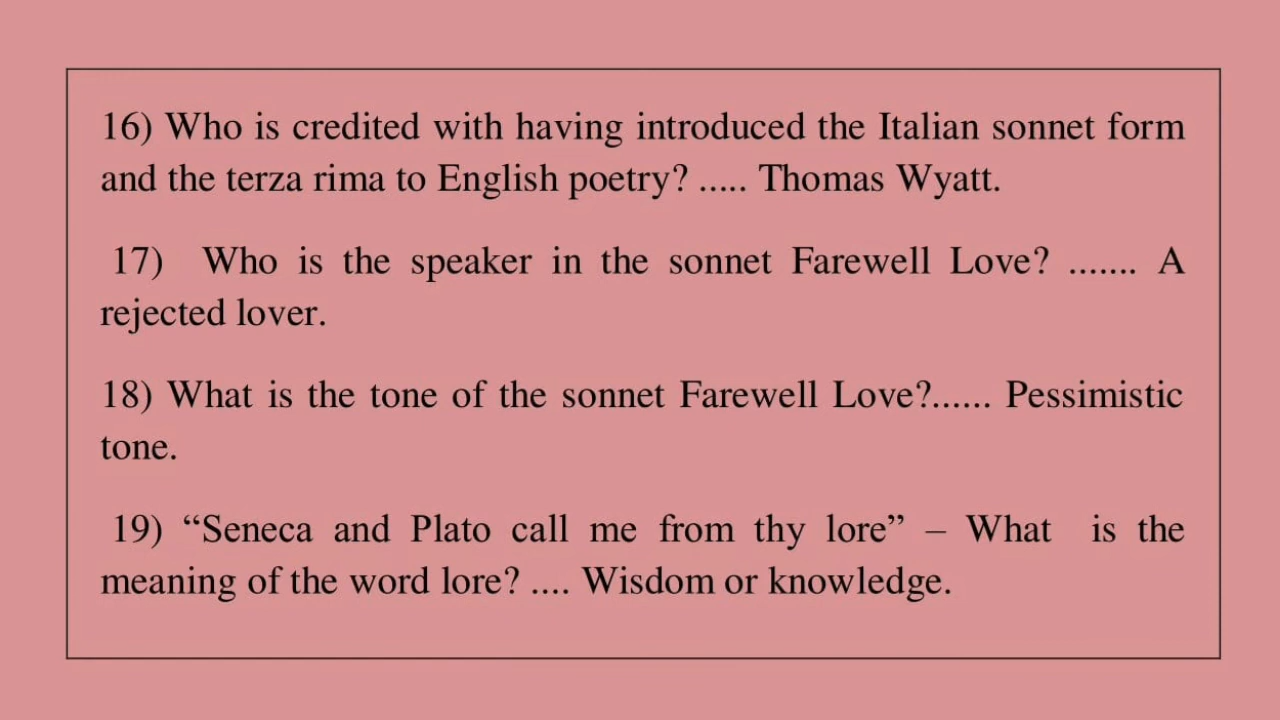 16) Who is credited with having introduced the Italian sonnet form
and the terza rima to English poetry? ..... Thomas Wyatt.
17) Who is the speaker in the sonnet Farewell Love? ....... A
rejected lover.
18) What is the tone of the sonnet Farewell Love?...... Pessimistic
tone.
19) “Seneca and Plato call me from thy lore” – What is the
meaning of the word lore? .... Wisdom or knowledge.